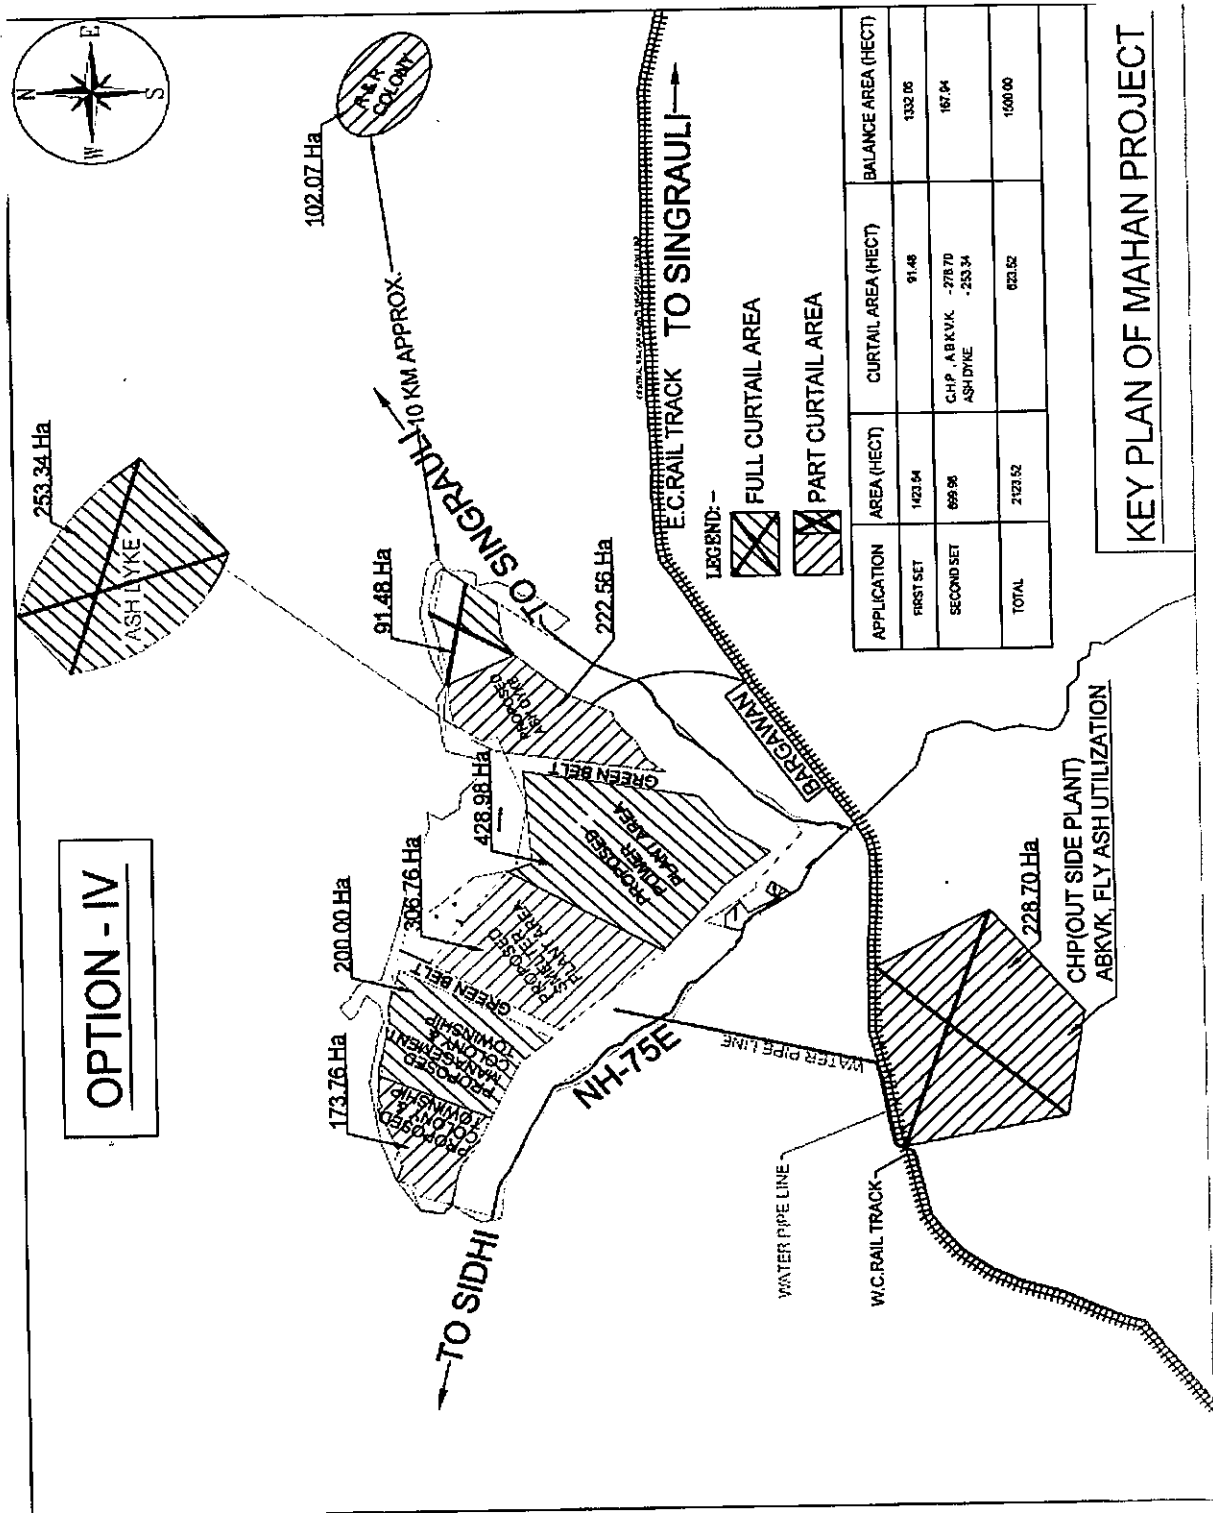 OPTION - IV
N
E
S
W
253.34 Ha
ASH DYKE
102.07 Ha
R & R
COLONY
10 KM APPROX.
TO SINGRAULI
91.48 Ha
222.56 Ha
PROPOSED
ASH DYKE
GREEN BELT
428.98 Ha
PROPOSED
POWER
PLANT AREA
306.76 Ha
PROPOSED
SMELTER
PLANT AREA
GREEN BELT
200.00 Ha
PROPOSED
MANAGEMENT
COLONY &
TOWNSHIP
173.76 Ha
PROPOSED
COLONY &
TOWNSHIP
TO SIDHI
NH-75E
WATER PIPE LINE
WATER PIPE LINE
W.C.RAIL TRACK
BARGAWAN
E.C.RAIL TRACK TO SINGRAULI
228.70 Ha
CHP(OUT SIDE PLANT)
ABKVK, FLY ASH UTILIZATION
LEGEND: -
FULL CURTAIL AREA
PART CURTAIL AREA
APPLICATION AREA (HECT) CURTAIL AREA (HECT) BALANCE AREA (HECT)
FIRST SET 1423.54 91.48 1332.06
SECOND SET 699.98 C.H.P , A.B.K.V.K. - 278.70 167.94
ASH DYKE - 253.34
TOTAL 2123.52 623.52 1500.00
KEY PLAN OF MAHAN PROJECT